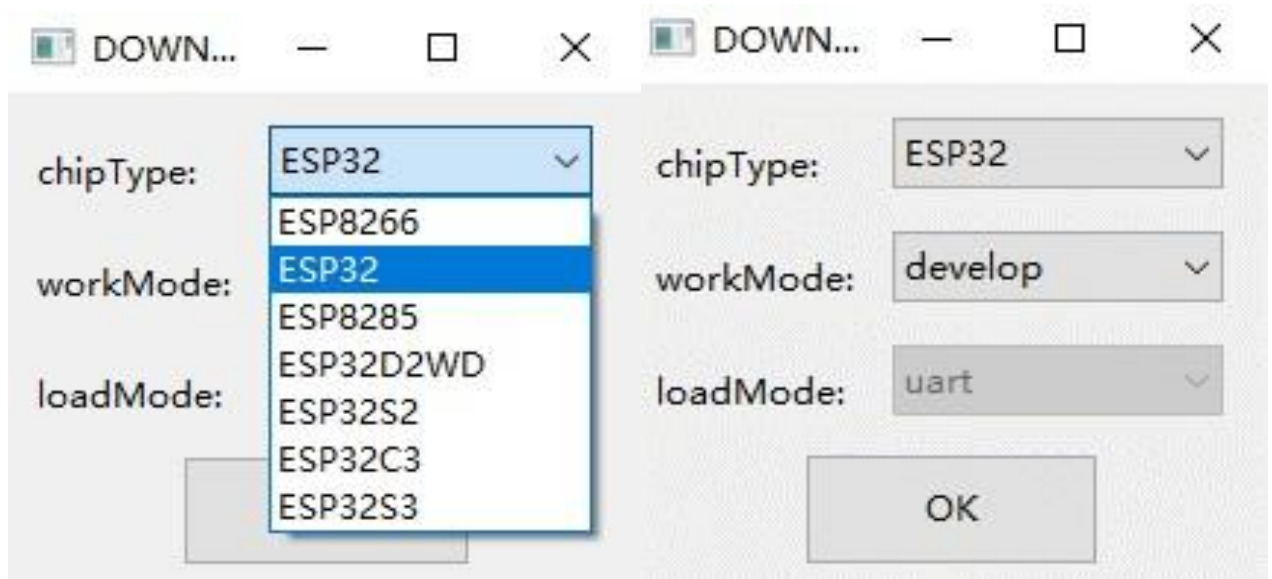 DOWN...
chipType:
ESP32
ESP8266
ESP32
workMode:
ESP8285
ESP32D2WD
ESP32S2
loadMode:
ESP32C3
ESP32S3
DOWN...
chipType:
ESP32
workMode:
develop
loadMode:
uart
OK